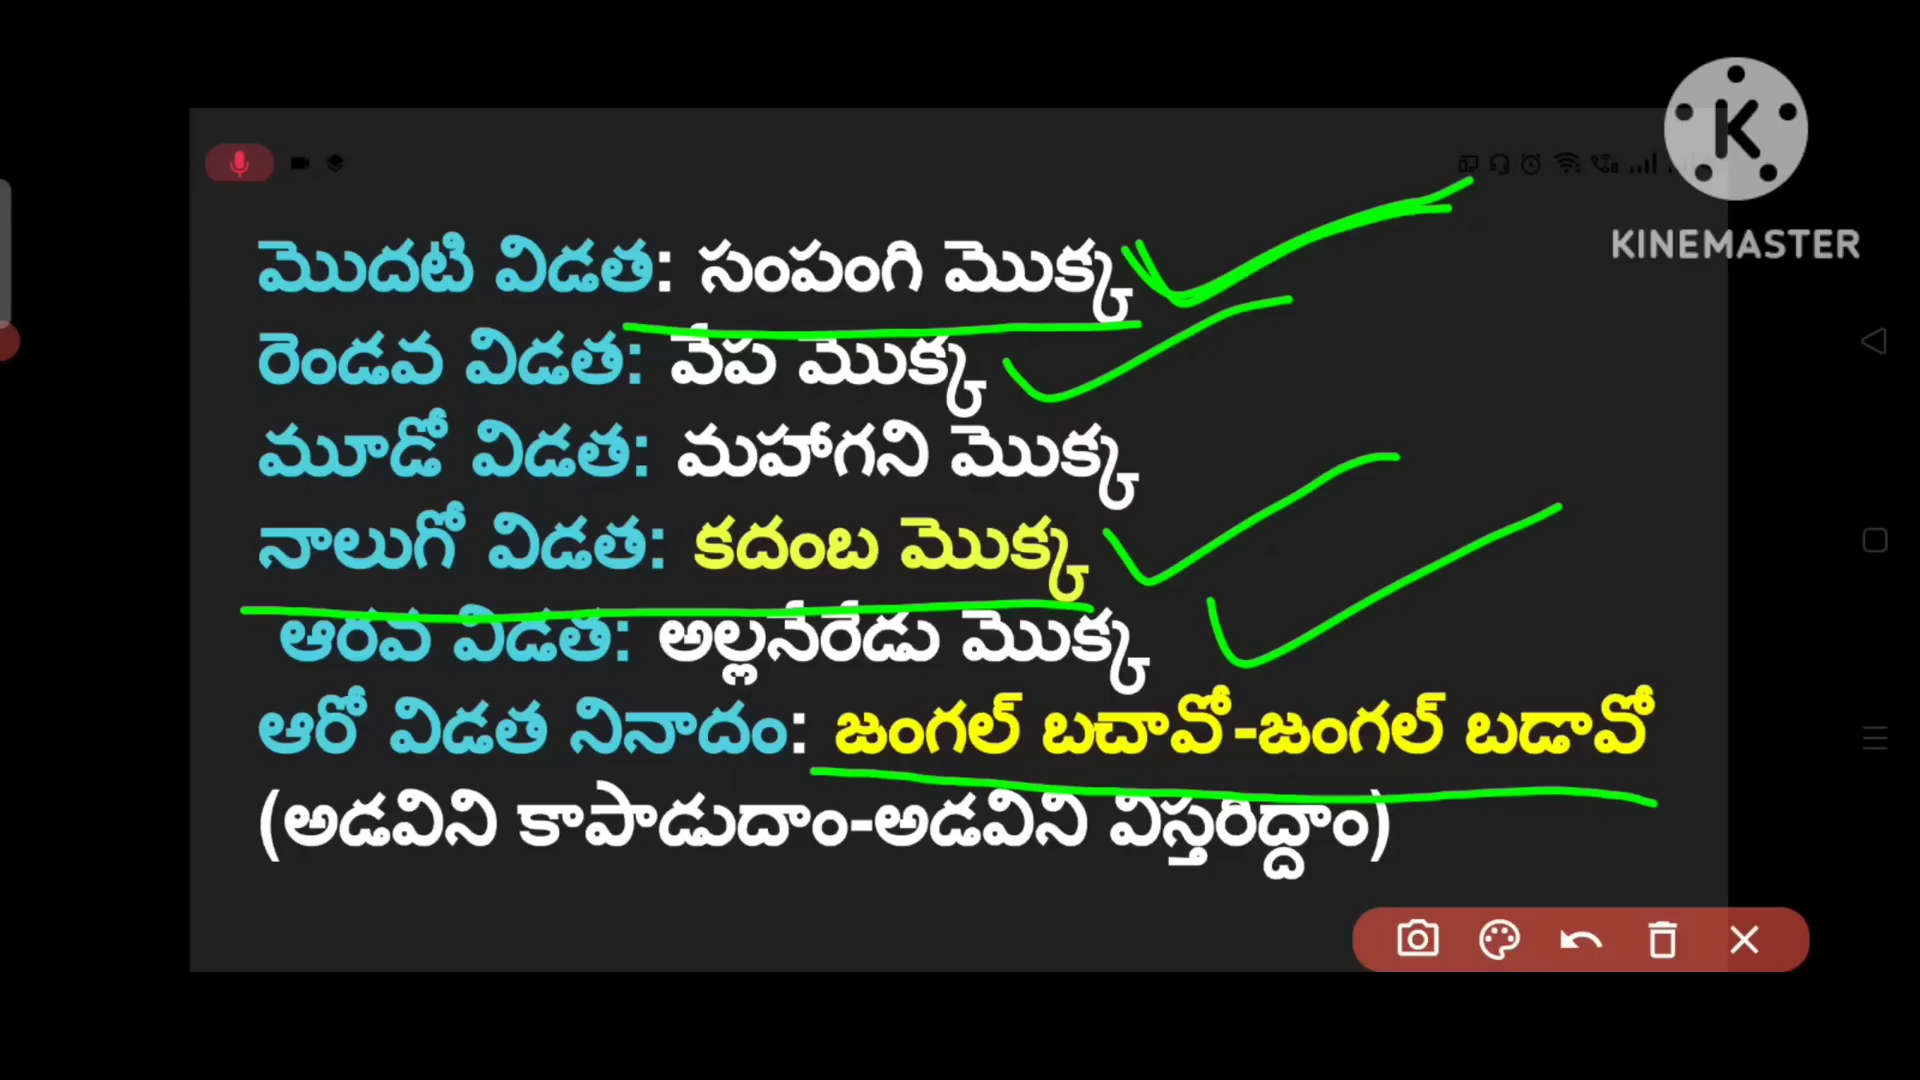 KINEMASTER
మొదటి విడత: సంపంగి మొక్క
రెండవ విడత: వేప మొక్క
మూడో విడత: మహాగని మొక్క
నాలుగో విడత: కదంబ మొక్క
ఆరవ విడత: అల్లనేరేడు మొక్క
ఆరో విడత నినాదం: జంగల్ బచావో-జంగల్ బడావో
(అడవిని కాపాడుదాం-అడవిని విస్తరిద్దాం)